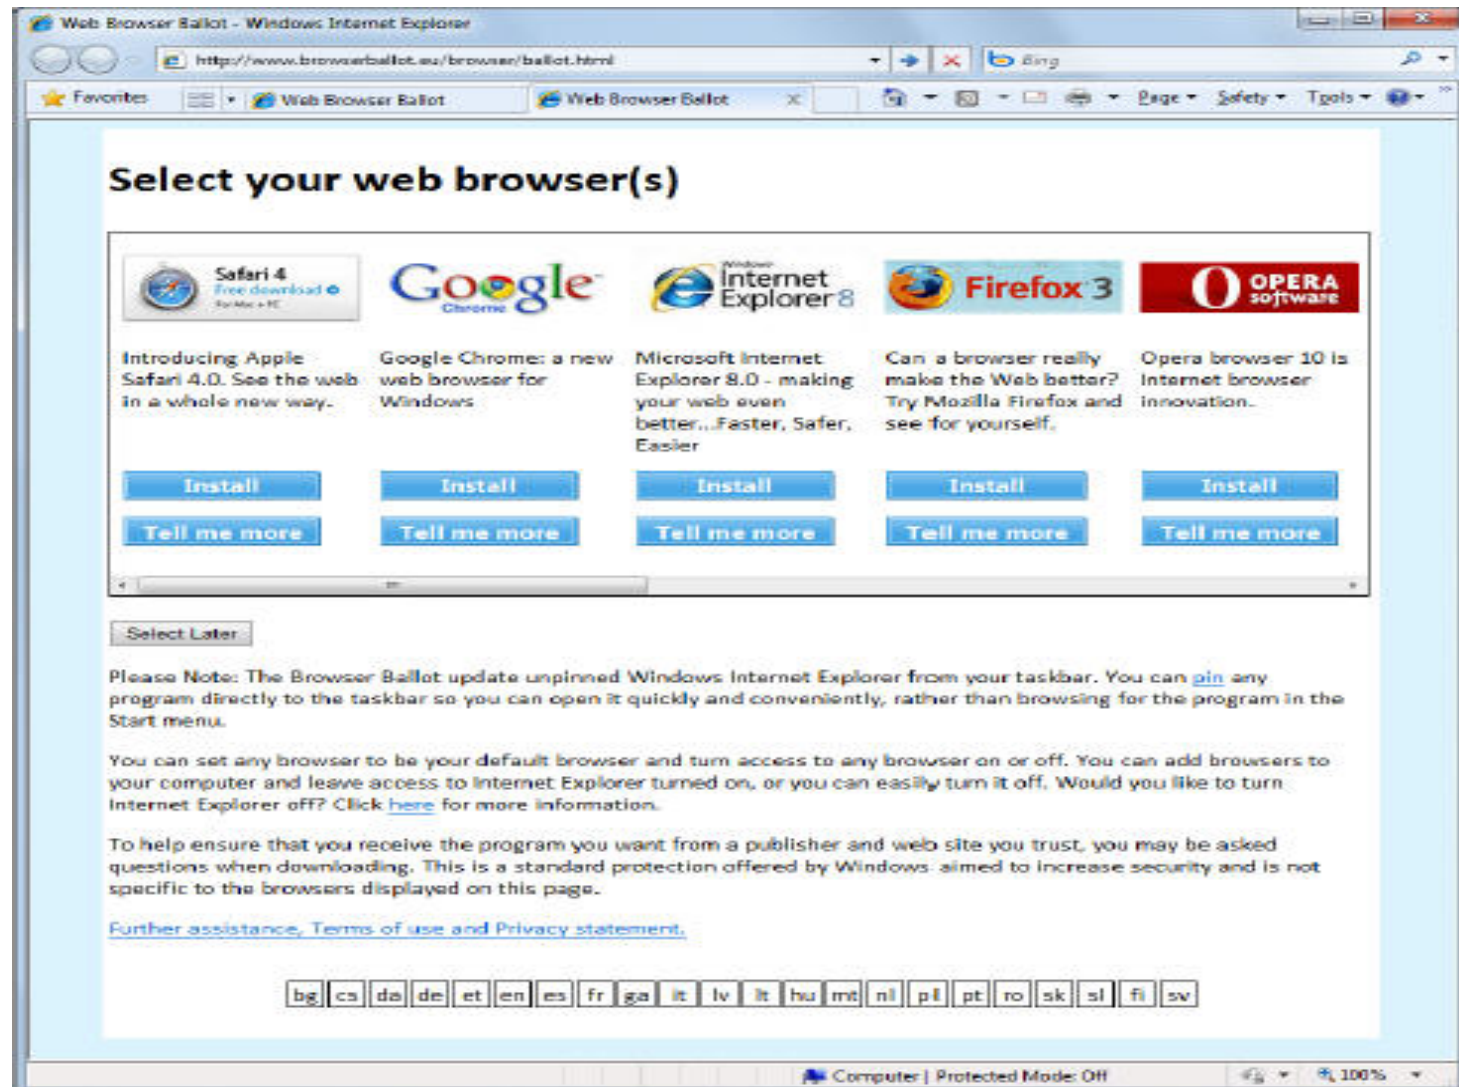 Web Browser Ballot - Windows Internet Explorer
http://www.browserballot.eu/browser/ballot.html
Bing
Favorites
Web Browser Ballot
Web Browser Ballot
Page
Safety
Tools
Select your web browser(s)
Safari 4
Free download
For Mac + PC
Google
Chrome
Windows
Internet
Explorer 8
Firefox 3
OPERA
software
Introducing Apple
Safari 4.0. See the web
in a whole new way.
Google Chrome: a new
web browser for
Windows
Microsoft Internet
Explorer 8.0 - making
your web even
better...Faster, Safer,
Easier
Can a browser really
make the Web better?
Try Mozilla Firefox and
see for yourself.
Opera browser 10 is
Internet browser
innovation.
Install
Install
Install
Install
Install
Tell me more
Tell me more
Tell me more
Tell me more
Tell me more
Select Later
Please Note: The Browser Ballot update unpinned Windows Internet Explorer from your taskbar. You can pin any
program directly to the taskbar so you can open it quickly and conveniently, rather than browsing for the program in the
Start menu.
You can set any browser to be your default browser and turn access to any browser on or off. You can add browsers to
your computer and leave access to Internet Explorer turned on, or you can easily turn it off. Would you like to turn
Internet Explorer off? Click here for more information.
To help ensure that you receive the program you want from a publisher and web site you trust, you may be asked
questions when downloading. This is a standard protection offered by Windows aimed to increase security and is not
specific to the browsers displayed on this page.
Further assistance, Terms of use and Privacy statement.
bg cs da de et en es fr ga it lv lt hu mt nl pl pt ro sk sl fi sv
Computer | Protected Mode: Off
100%